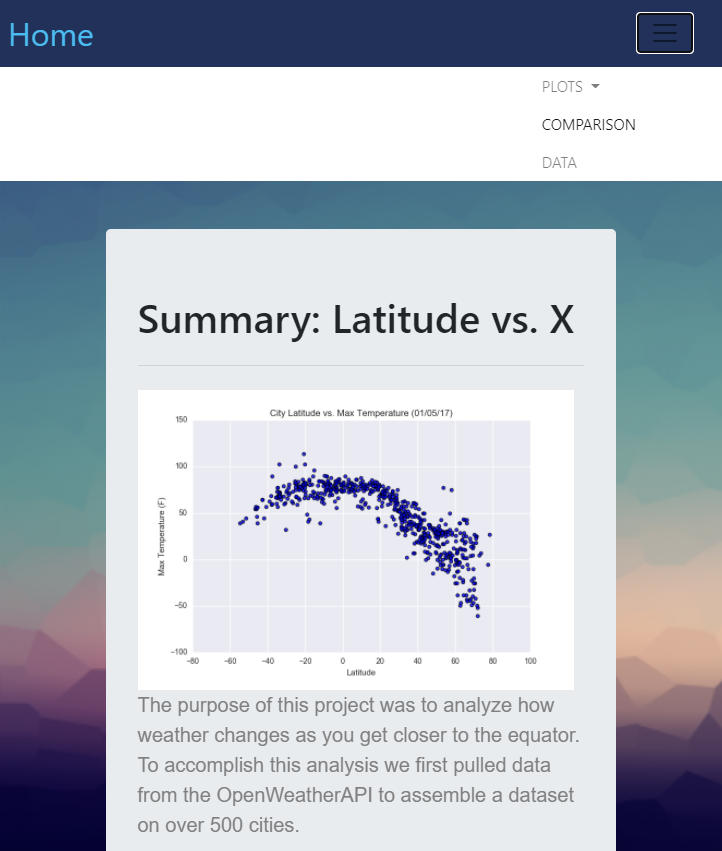 Home
PLOTS
COMPARISON
DATA
Summary: Latitude vs. X
City Latitude vs. Max Temperature (01/05/17)
150
100
50
0
−50
−100
Max Temperature (F)
−80 −60 −40 −20 0 20 40 60 80 100
Latitude
The purpose of this project was to analyze how
weather changes as you get closer to the equator.
To accomplish this analysis we first pulled data
from the OpenWeatherAPI to assemble a dataset
on over 500 cities.